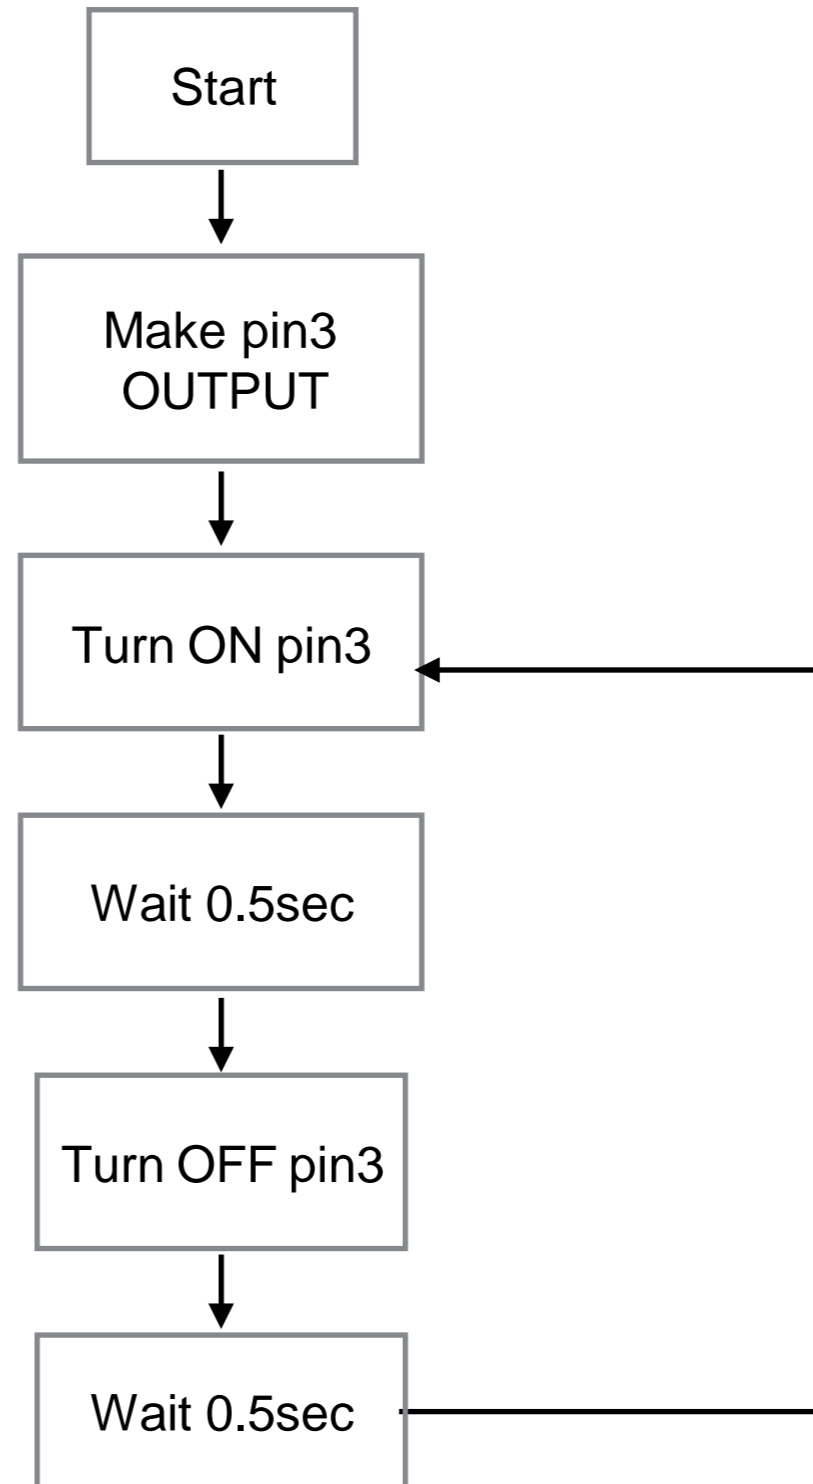 Start
Make pin3
OUTPUT
Turn ON pin3
Wait 0.5sec
Turn OFF pin3
Wait 0.5sec